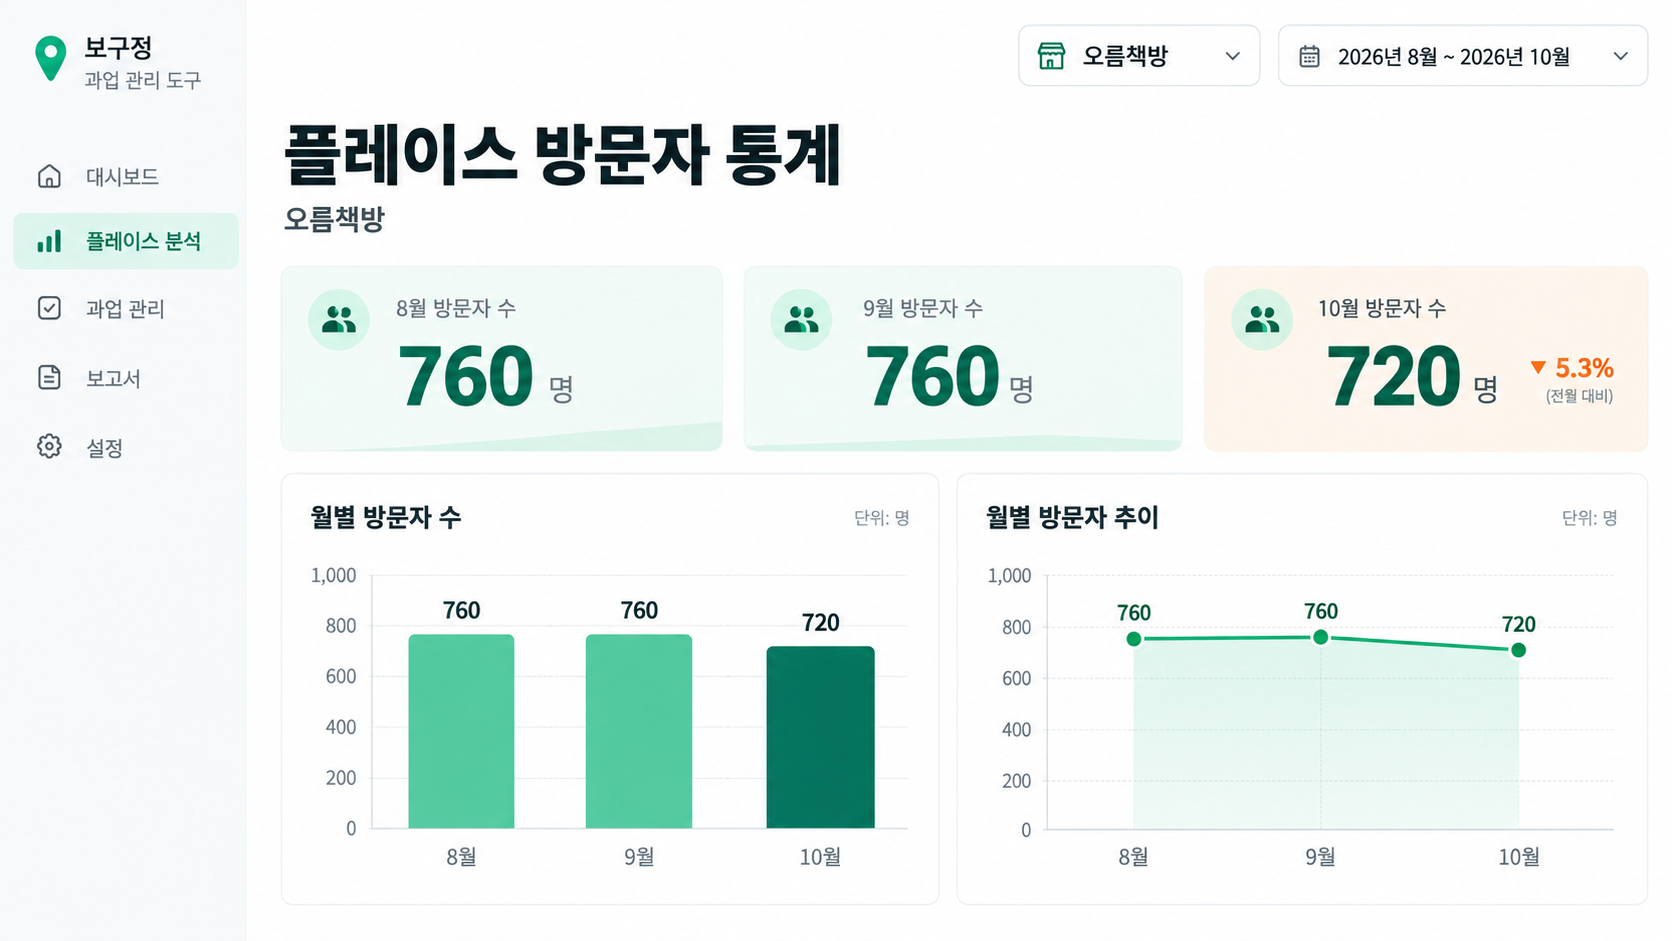 보구정
과업 관리 도구
대시보드
플레이스 분석
과업 관리
보고서
설정
오름책방
2026년 8월 ~ 2026년 10월
플레이스 방문자 통계
오름책방
8월 방문자 수
760 명
9월 방문자 수
760 명
10월 방문자 수
720 명
▼ 5.3%
(전월 대비)
월별 방문자 수
단위: 명
1,000
800
600
400
200
0
760
760
720
8월
9월
10월
월별 방문자 추이
단위: 명
1,000
800
600
400
200
0
760
760
720
8월
9월
10월